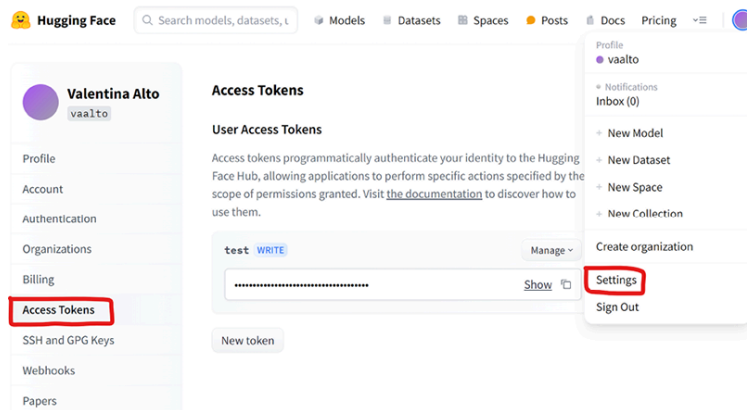 Hugging Face
Search models, datasets, u
Models
Datasets
Spaces
Posts
Docs
Pricing
Valentina Alto
vaalto
Profile
Account
Authentication
Organizations
Billing
Access Tokens
SSH and GPG Keys
Webhooks
Papers
Access Tokens
User Access Tokens
Access tokens programmatically authenticate your identity to the Hugging
Face Hub, allowing applications to perform specific actions specified by the
scope of permissions granted. Visit the documentation to discover how to
use them.
test WRITE
Manage
Show
New token
Profile
vaalto
Notifications
Inbox (0)
New Model
New Dataset
New Space
New Collection
Create organization
Settings
Sign Out